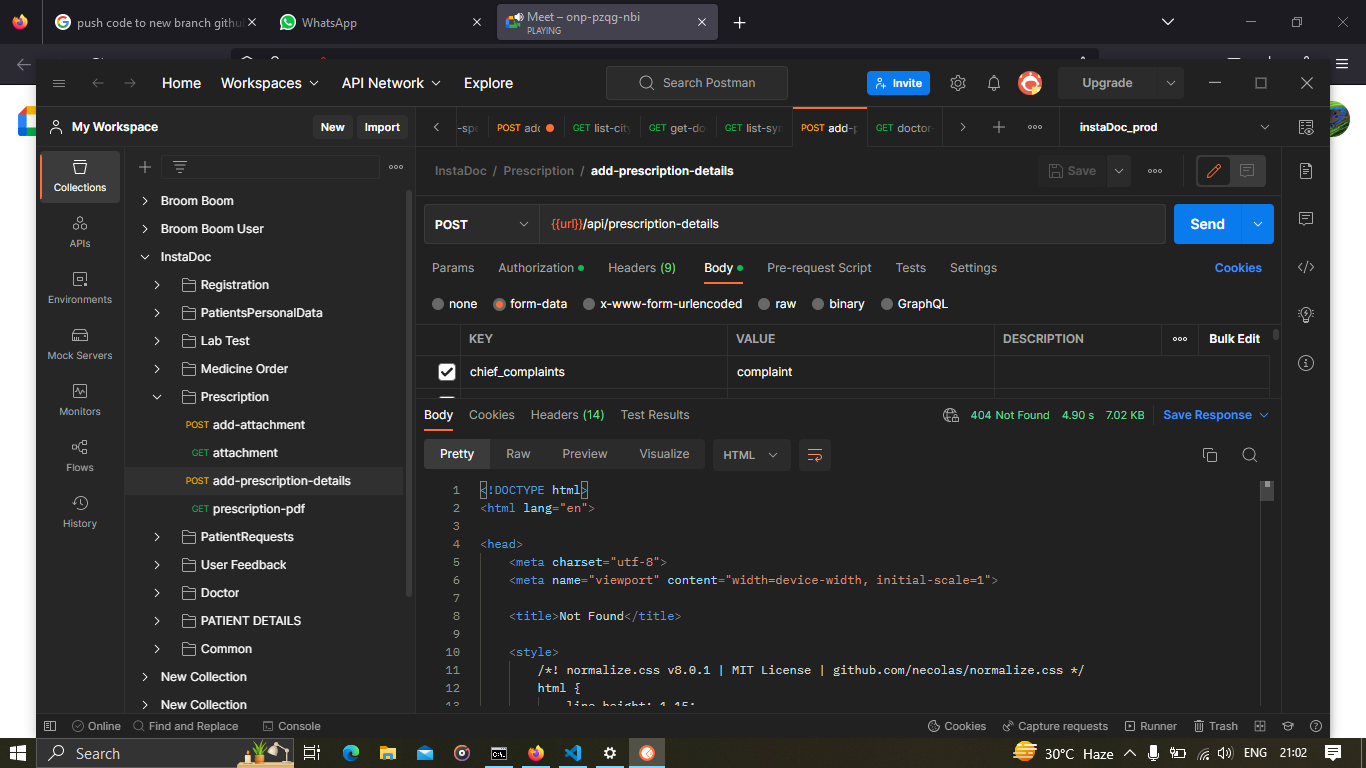 push code to new branch githu
WhatsApp
Meet – onp-pzqg-nbi
PLAYING
Home
Workspaces
API Network
Explore
Search Postman
Invite
Upgrade
My Workspace
New
Import
POST
GET list-city
GET get-do
GET list-syr
POST add-p
GET doctor-
instaDoc_prod
Collections
APIs
Environments
Mock Servers
Monitors
Flows
History
Broom Boom
Broom Boom User
InstaDoc
Registration
PatientsPersonalData
Lab Test
Medicine Order
Prescription
POST add-attachment
GET attachment
POST add-prescription-details
GET prescription-pdf
PatientRequests
User Feedback
Doctor
PATIENT DETAILS
Common
New Collection
New Collection
InstaDoc / Prescription / add-prescription-details
Save
POST
{{url}}/api/prescription-details
Send
Params
Authorization
Headers (9)
Body
Pre-request Script
Tests
Settings
Cookies
none
form-data
x-www-form-urlencoded
raw
binary
GraphQL
KEY
VALUE
DESCRIPTION
Bulk Edit
chief_complaints
complaint
Body
Cookies
Headers (14)
Test Results
404 Not Found
4.90 s
7.02 KB
Save Response
Pretty
Raw
Preview
Visualize
HTML
1 <!DOCTYPE html>
2 <html lang="en">
3
4 <head>
5 <meta charset="utf-8">
6 <meta name="viewport" content="width=device-width, initial-scale=1">
7
8 <title>Not Found</title>
9
10 <style>
11 /*! normalize.css v8.0.1 | MIT License | github.com/necolas/normalize.css */
12 html {
13 line-height: 1.15;
Online
Find and Replace
Console
Cookies
Capture requests
Runner
Trash
Search
30°C Haze
ENG
21:02